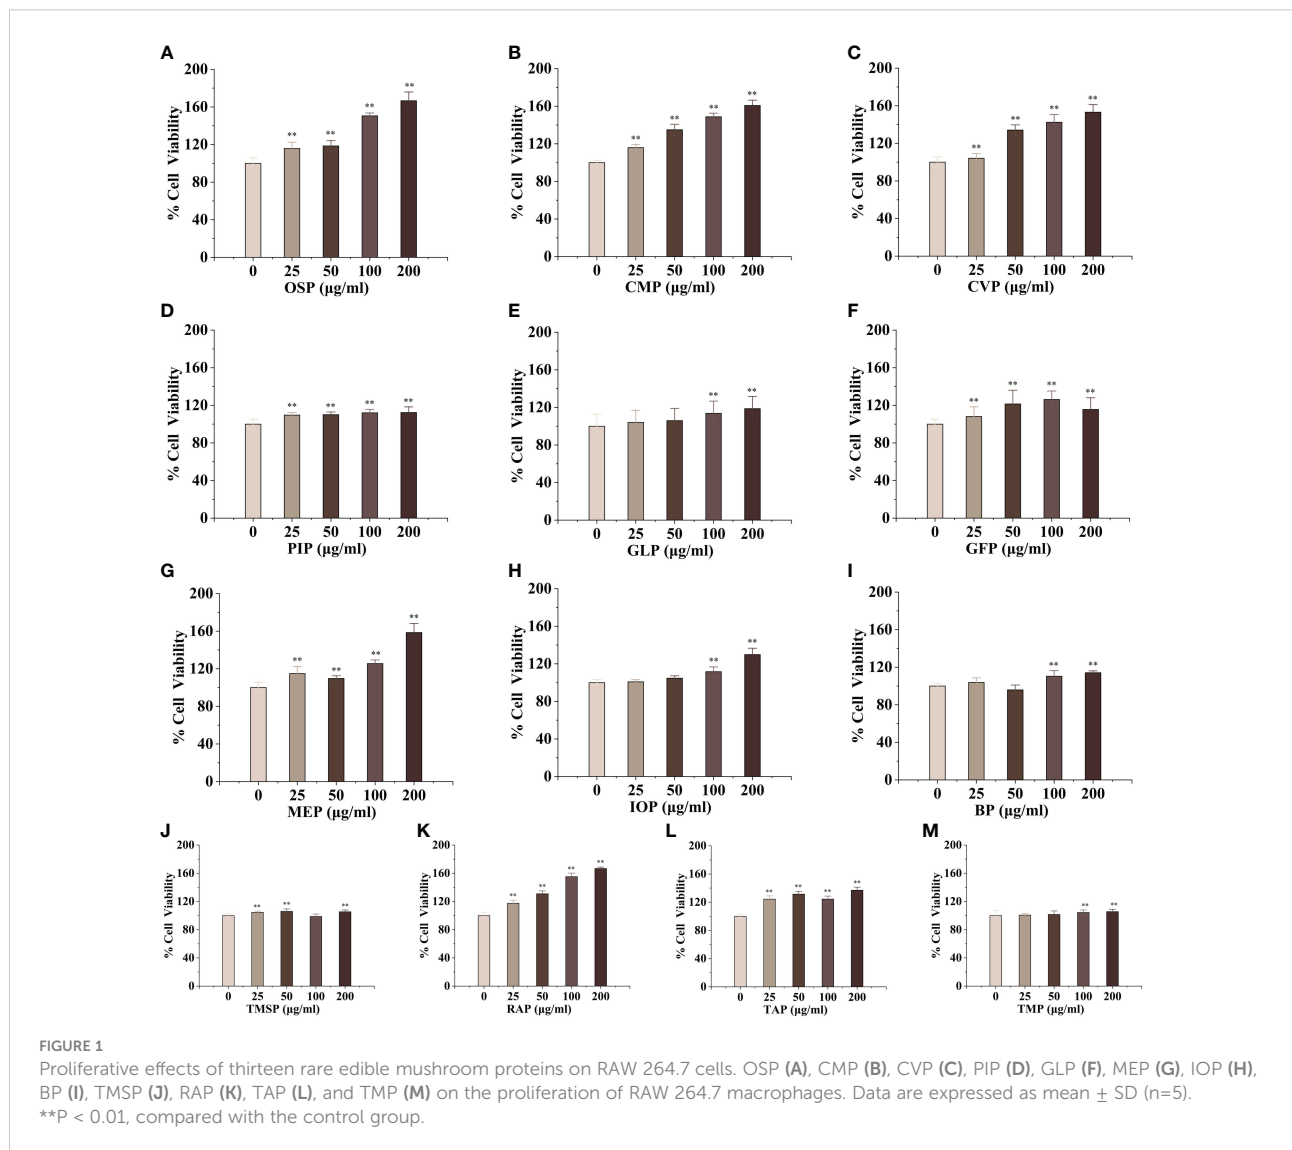 A
200
160
120
80
40
0
% Cell Viability
** ** ** **
0 25 50 100 200
OSP (μg/ml)
B
200
160
120
80
40
0
% Cell Viability
** ** ** **
0 25 50 100 200
CMP (μg/ml)
C
200
160
120
80
40
0
% Cell Viability
** ** ** **
0 25 50 100 200
CVP (μg/ml)
D
200
160
120
80
40
0
% Cell Viability
** ** ** **
0 25 50 100 200
PIP (μg/ml)
E
200
160
120
80
40
0
% Cell Viability
** **
0 25 50 100 200
GLP (μg/ml)
F
200
160
120
80
40
0
% Cell Viability
** ** ** **
0 25 50 100 200
GFP (μg/ml)
G
200
160
120
80
40
0
% Cell Viability
** ** ** **
0 25 50 100 200
MEP (μg/ml)
H
200
160
120
80
40
0
% Cell Viability
** **
0 25 50 100 200
IOP (μg/ml)
I
200
160
120
80
40
0
% Cell Viability
** **
0 25 50 100 200
BP (μg/ml)
J
200
160
120
80
40
0
% Cell Viability
** ** **
0 25 50 100 200
TMSP (μg/ml)
K
200
160
120
80
40
0
% Cell Viability
** ** ** **
0 25 50 100 200
RAP (μg/ml)
L
200
160
120
80
40
0
% Cell Viability
** ** ** **
0 25 50 100 200
TAP (μg/ml)
M
200
160
120
80
40
0
% Cell Viability
** **
0 25 50 100 200
TMP (μg/ml)
FIGURE 1
Proliferative effects of thirteen rare edible mushroom proteins on RAW 264.7 cells. OSP (A), CMP (B), CVP (C), PIP (D), GLP (F), MEP (G), IOP (H),
BP (I), TMSP (J), RAP (K), TAP (L), and TMP (M) on the proliferation of RAW 264.7 macrophages. Data are expressed as mean ± SD (n=5).
**P < 0.01, compared with the control group.